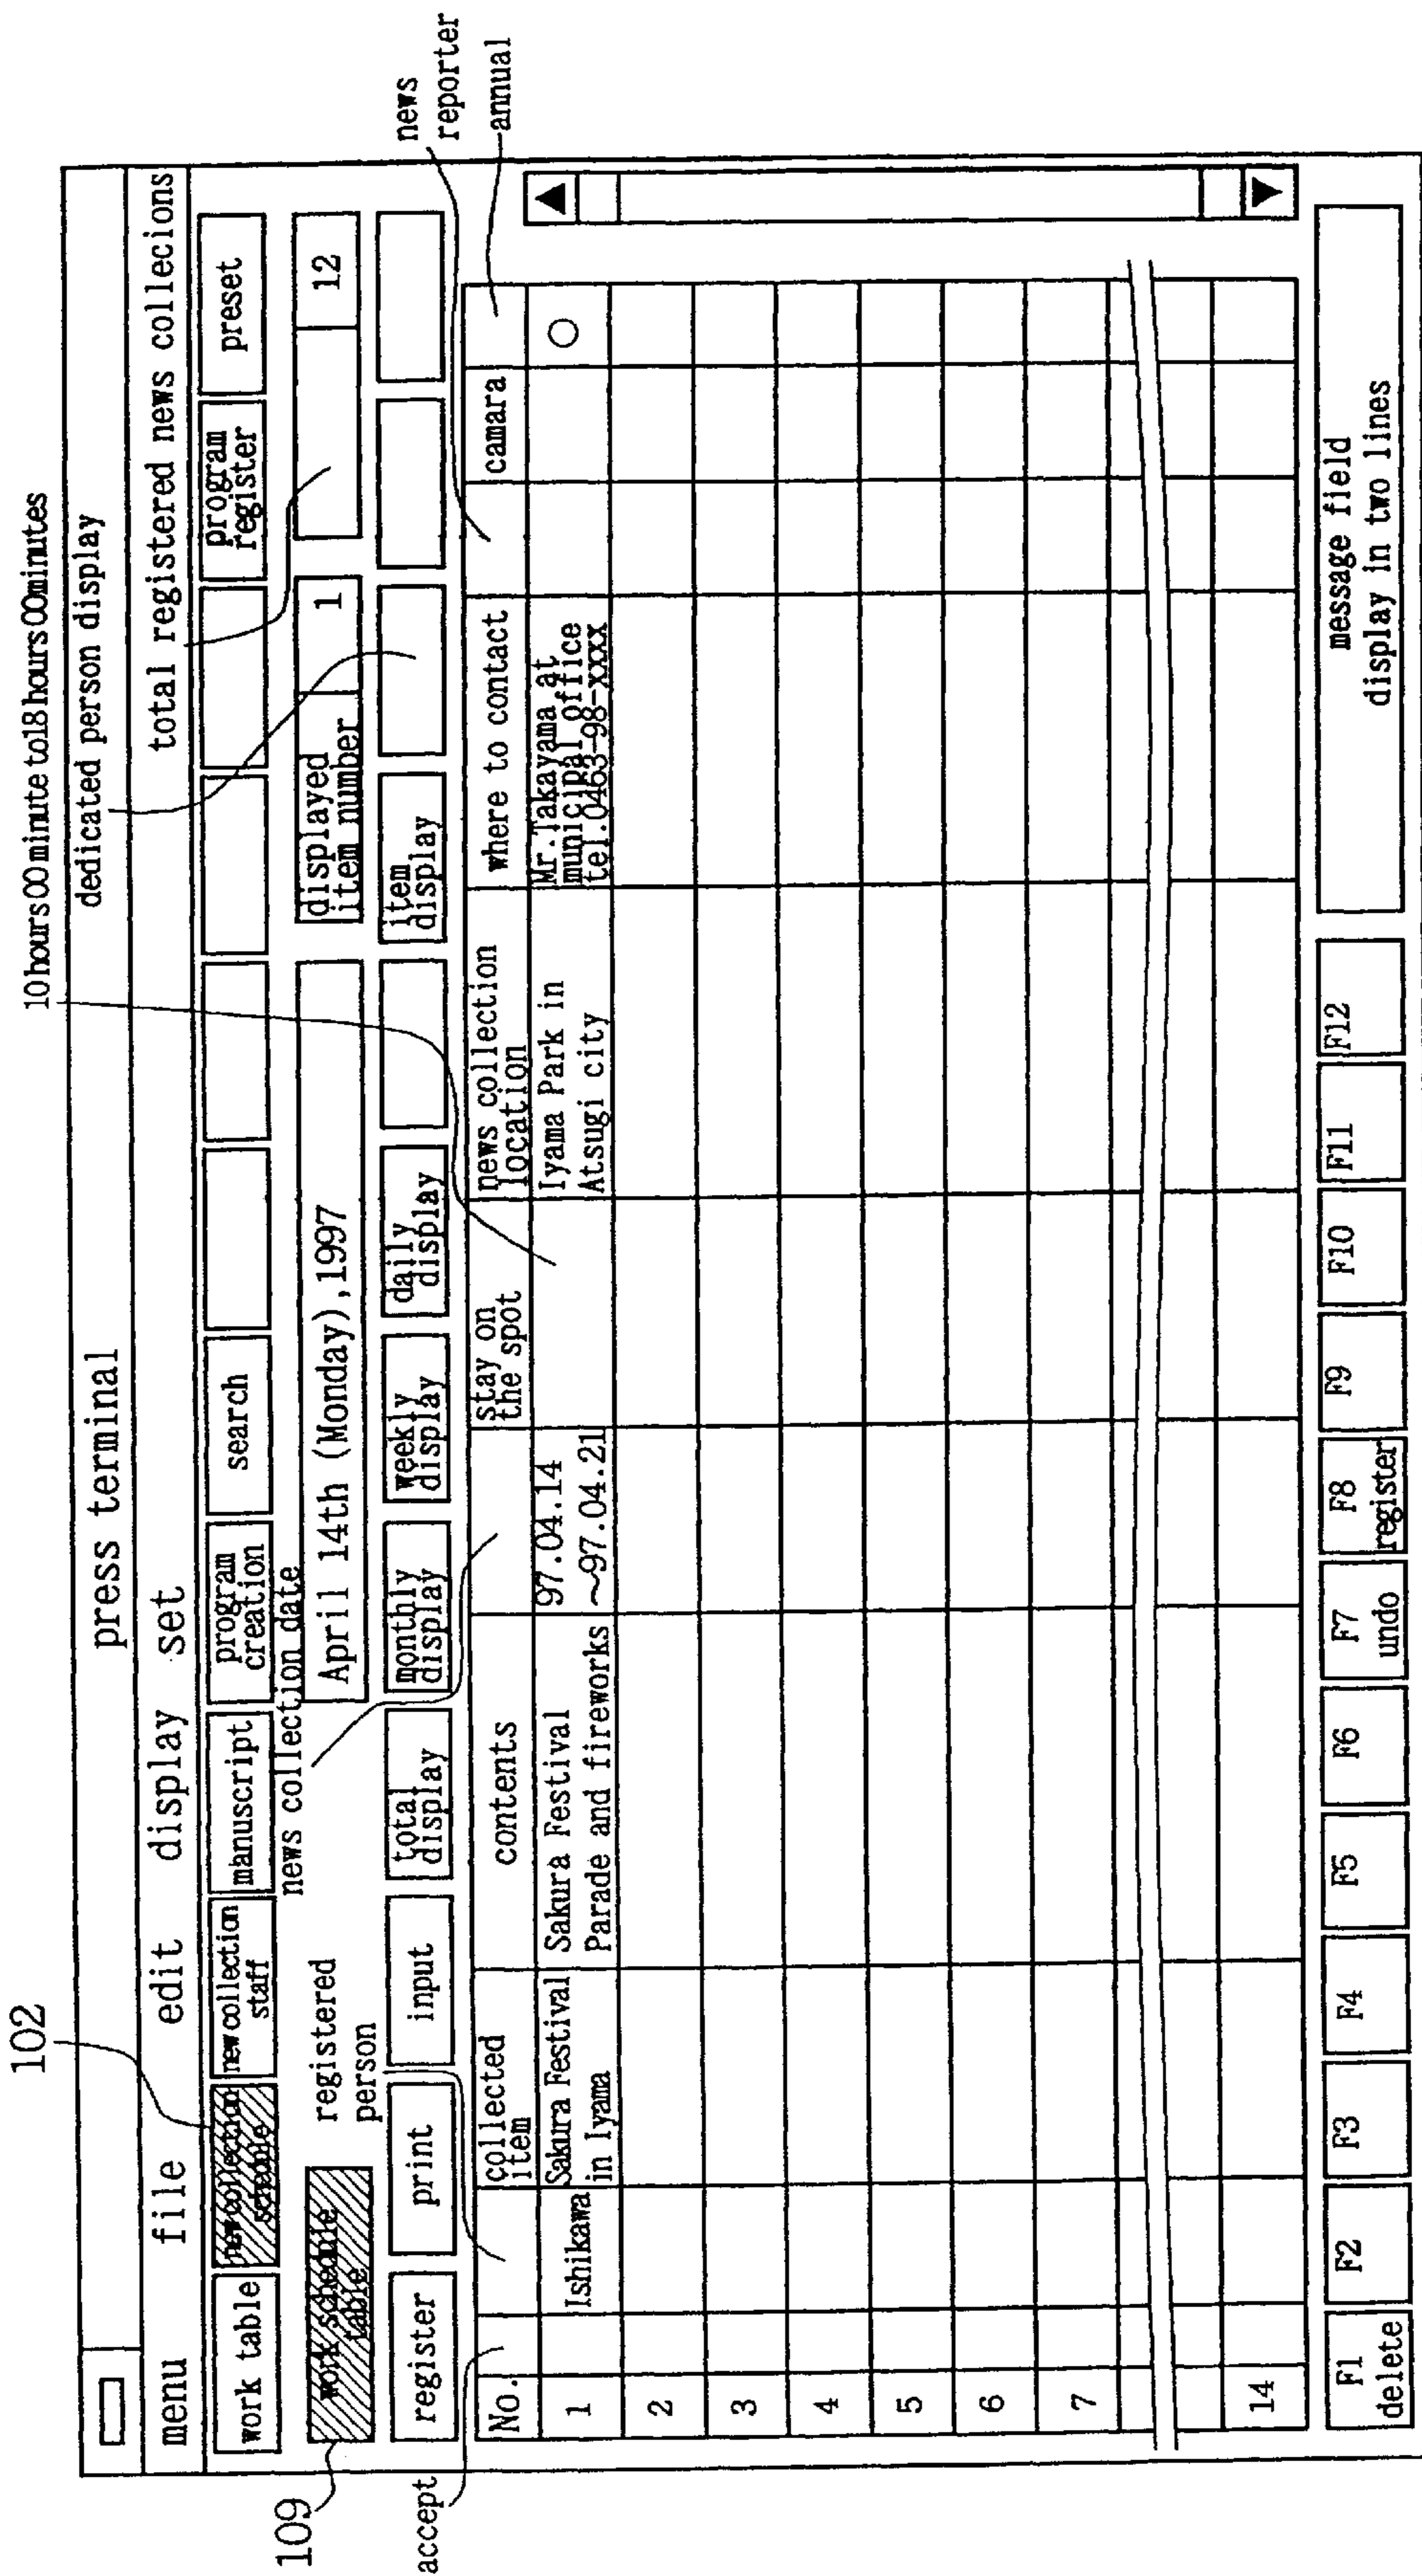 102
10 hours 00 minute to 18 hours 00 minutes
press terminal
dedicated person display
menu file edit display set
total registered news collecions
work table
new collection
schedule
new collection
staff
manuscript
program
creation
search
program
register
preset
news collection date
109
work schedule
table
registered
person
April 14th (Monday),1997
displayed
item number
1
12
register
print
input
total
display
monthly
display
weekly
display
daily
display
item
display
news
reporter
annual
accept
No.
collected
item
contents
stay on
the spot
news collection
location
where to contact
camara
1
Ishikawa
Sakura Festival
in Iyama
Sakura Festival
Parade and fireworks
97.04.14
~97.04.21
Iyama Park in
Atsugi city
Mr.Takayama at
municipal office
tel.0463-98-xxxx
○
2
3
4
5
6
7
14
F1
delete
F2
F3
F4
F5
F6
F7
undo
F8
register
F9
F10
F11
F12
message field
display in two lines